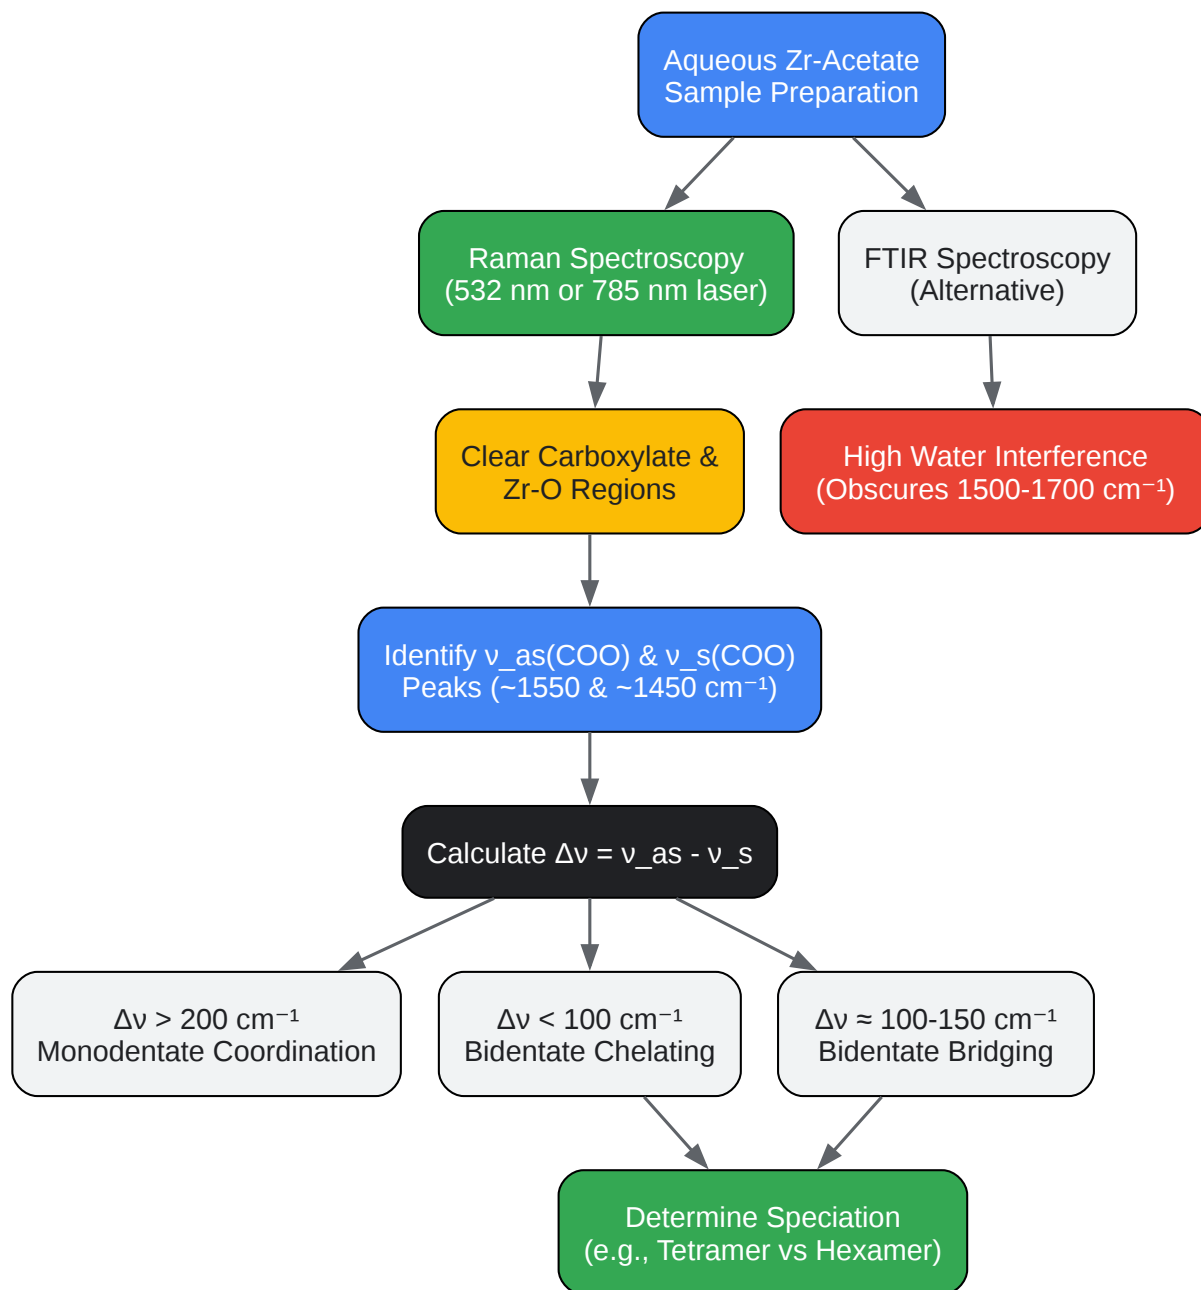 Aqueous Zr-Acetate
Sample Preparation
Raman Spectroscopy
(532 nm or 785 nm laser)
FTIR Spectroscopy
(Alternative)
Clear Carboxylate &
Zr-O Regions
High Water Interference
(Obscures 1500-1700 cm⁻¹)
Identify ν_as(COO) & ν_s(COO)
Peaks (~1550 & ~1450 cm⁻¹)
Calculate Δν = ν_as - ν_s
Δν > 200 cm⁻¹
Monodentate Coordination
Δν < 100 cm⁻¹
Bidentate Chelating
Δν ≈ 100-150 cm⁻¹
Bidentate Bridging
Determine Speciation
(e.g., Tetramer vs Hexamer)